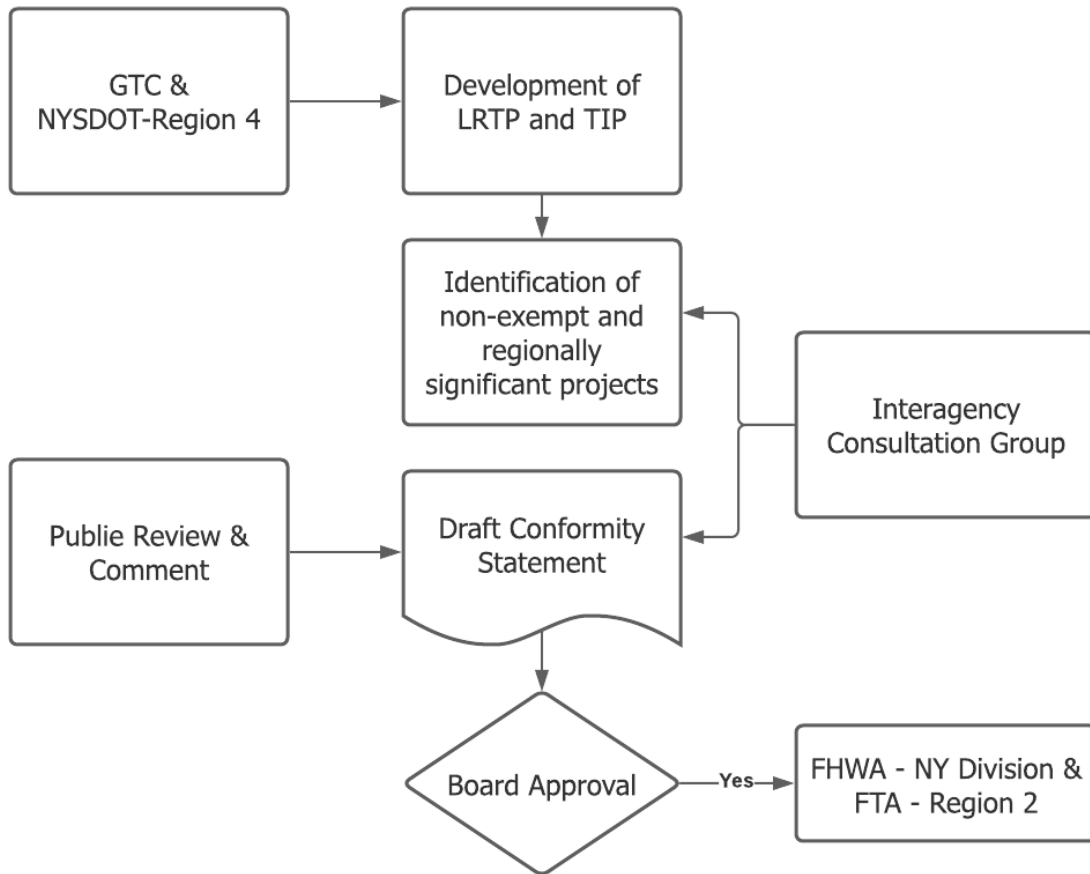 GTC &
NYSDOT-Region 4
Development of
LRTP and TIP
Identification of
non-exempt and
regionally
significant projects
Interagency
Consultation Group
Publie Review &
Comment
Draft Conformity
Statement
Board Approval
Yes
FHWA - NY Division &
FTA - Region 2